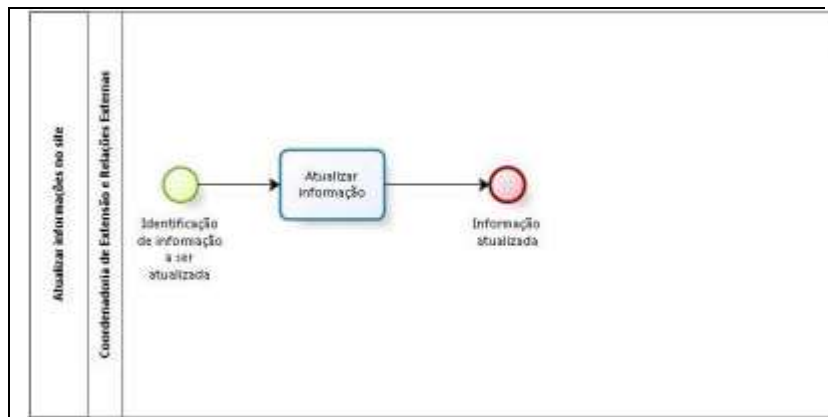 Atualizar informações no site
Coordenadoria de Extensão e Relações Externas
Identificação
de informação
a ser
atualizada
Atualizar
informação
Informação
atualizada